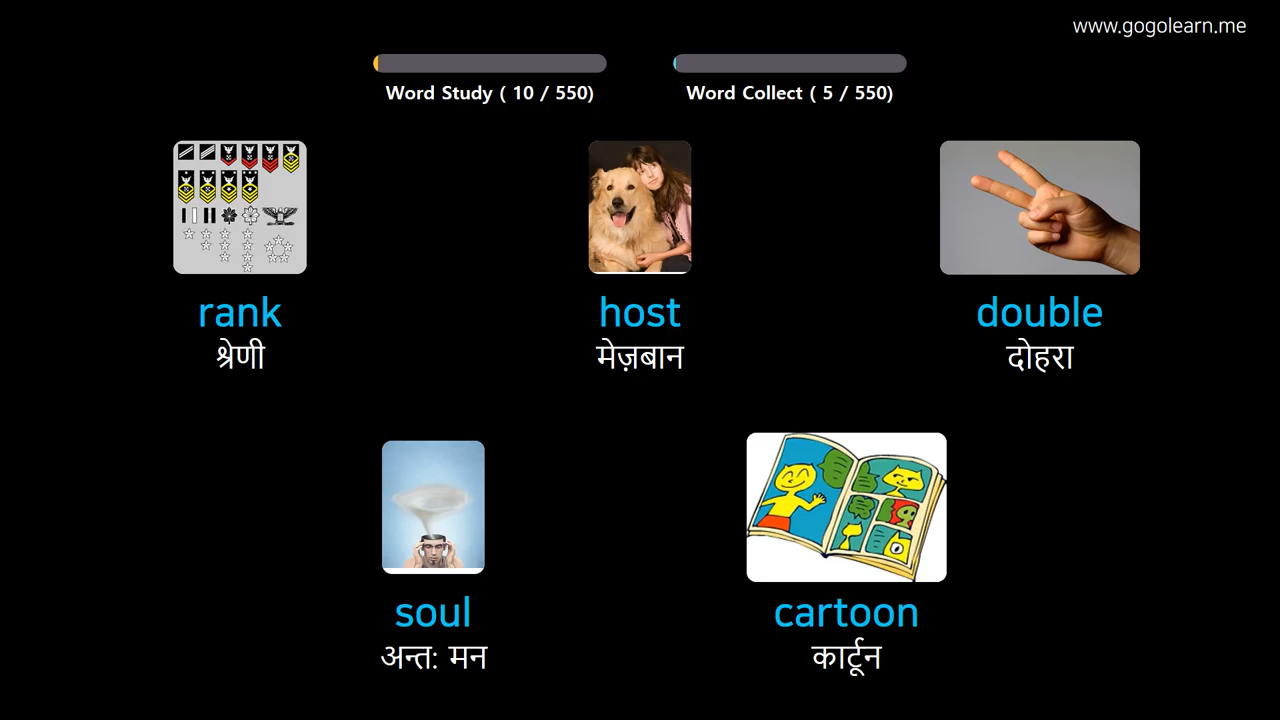 www.gogolearn.me
Word Study ( 10 / 550)
Word Collect ( 5 / 550)
rank
श्रेणी
host
मेज़बान
double
दोहरा
soul
अन्त: मन
cartoon
कार्टून